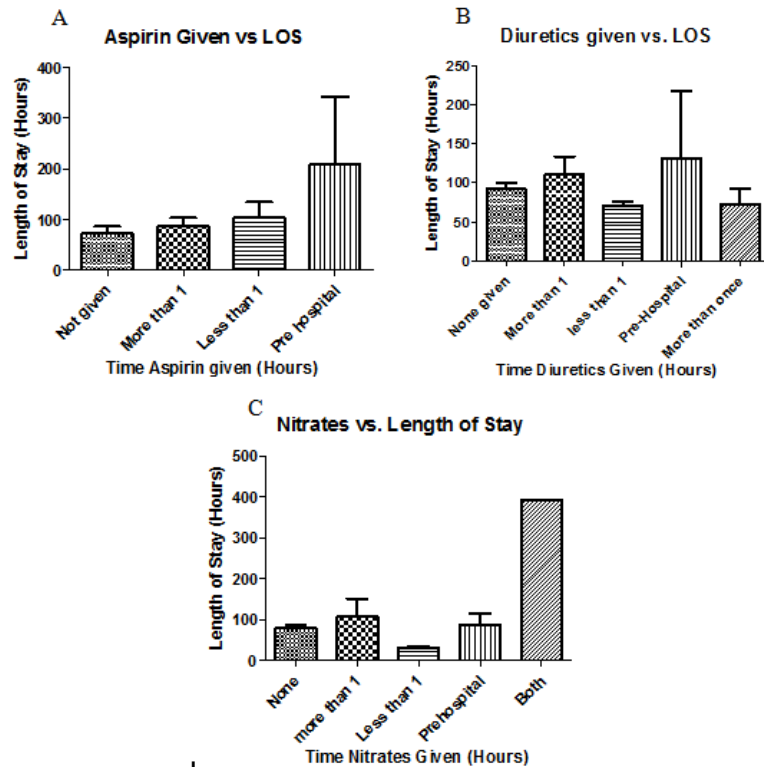 A
Aspirin Given vs LOS
Length of Stay (Hours)
400
300
200
100
0
Not given
More than 1
Less than 1
Pre hospital
Time Aspirin given (Hours)
B
Diuretics given vs. LOS
Length of Stay (Hours)
250
200
150
100
50
0
None given
More than 1
less than 1
Pre-Hospital
More than once
Time Diuretics Given (Hours)
C
Nitrates vs. Length of Stay
Length of Stay (Hours)
500
400
300
200
100
0
None
more than 1
Less than 1
Prehospital
Both
Time Nitrates Given (Hours)